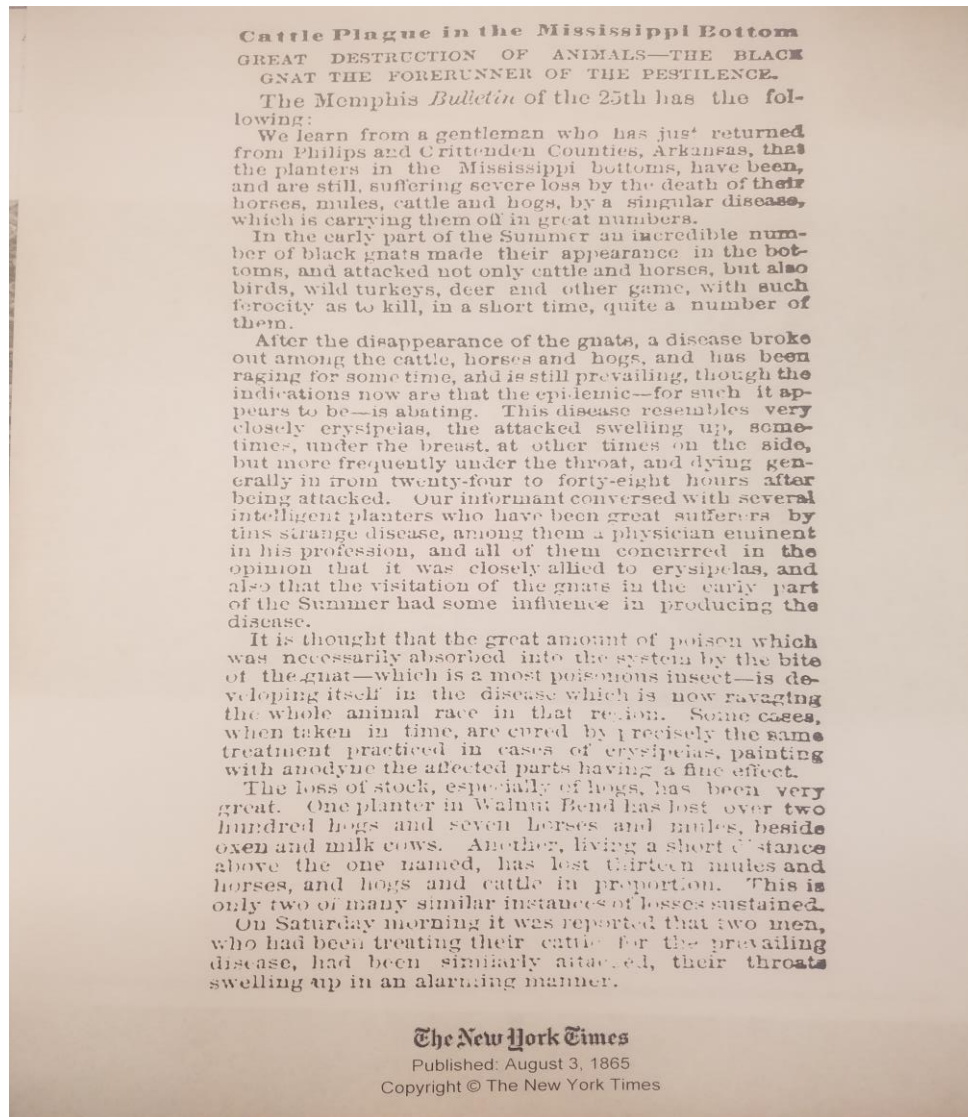 Cattle Plague in the Mississippi Bottom
GREAT DESTRUCTION OF ANIMALS—THE BLACK
GNAT THE FORERUNNER OF THE PESTILENCE.
The Memphis Bulletin of the 25th has the fol-
lowing:
We learn from a gentleman who has just returned
from Philips and Crittenden Counties, Arkansas, that
the planters in the Mississippi bottoms, have been,
and are still, suffering severe loss by the death of their
horses, mules, cattle and hogs, by a singular disease,
which is carrying them off in great numbers.
In the early part of the Summer an incredible num-
ber of black gnats made their appearance in the bot-
toms, and attacked not only cattle and horses, but also
birds, wild turkeys, deer and other game, with such
ferocity as to kill, in a short time, quite a number of
them.
After the disappearance of the gnats, a disease broke
out among the cattle, horses and hogs, and has been
raging for some time, and is still prevailing, though the
indications now are that the epidemic—for such it ap-
pears to be—is abating. This disease resembles very
closely erysipelas, the attacked swelling up, some-
times, under the breast, at other times on the side,
but more frequently under the throat, and dying gen-
erally in from twenty-four to forty-eight hours after
being attacked. Our informant conversed with several
intelligent planters who have been great sufferers by
this strange disease, among them a physician eminent
in his profession, and all of them concurred in the
opinion that it was closely allied to erysipelas, and
also that the visitation of the gnats in the early part
of the Summer had some influence in producing the
disease.
It is thought that the great amount of poison which
was necessarily absorbed into the system by the bite
of the gnat—which is a most poisonous insect—is de-
veloping itself in the disease which is now ravaging
the whole animal race in that region. Some cases,
when taken in time, are cured by precisely the same
treatment practiced in cases of erysipelas, painting
with anodyne the affected parts having a fine effect.
The loss of stock, especially of hogs, has been very
great. One planter in Walnut Bend has lost over two
hundred hogs and seven horses and mules, beside
oxen and milk cows. Another, living a short distance
above the one named, has lost thirteen mules and
horses, and hogs and cattle in proportion. This is
only two of many similar instances of losses sustained.
On Saturday morning it was reported that two men,
who had been treating their cattle for the prevailing
disease, had been similarly attacked, their throats
swelling up in an alarming manner.
The New York Times
Published: August 3, 1865
Copyright © The New York Times